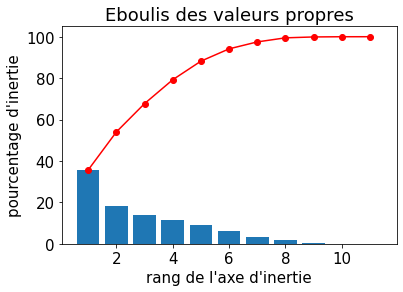 Eboulis des valeurs propres
pourcentage d'inertie
100
80
60
40
20
0
2 4 6 8 10
rang de l'axe d'inertie